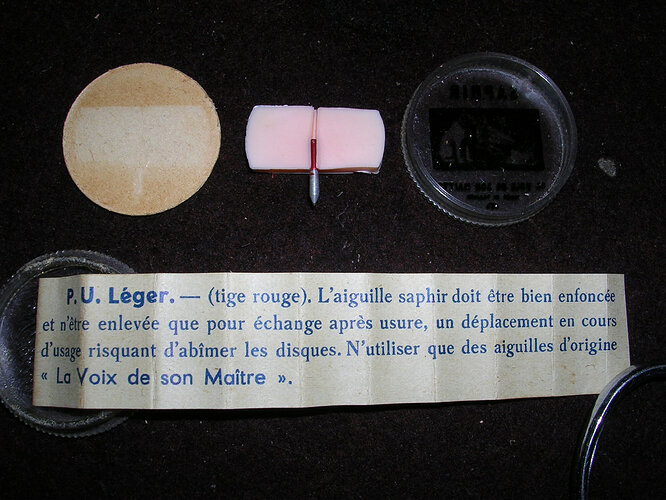 SAPHIR
P. U. Léger. — (tige rouge). L'aiguille saphir doit être bien enfoncée
et n'être enlevée que pour échange après usure, un déplacement en cours
d'usage risquant d'abîmer les disques. N'utiliser que des aiguilles d'origine
« La Voix de son Maître ».